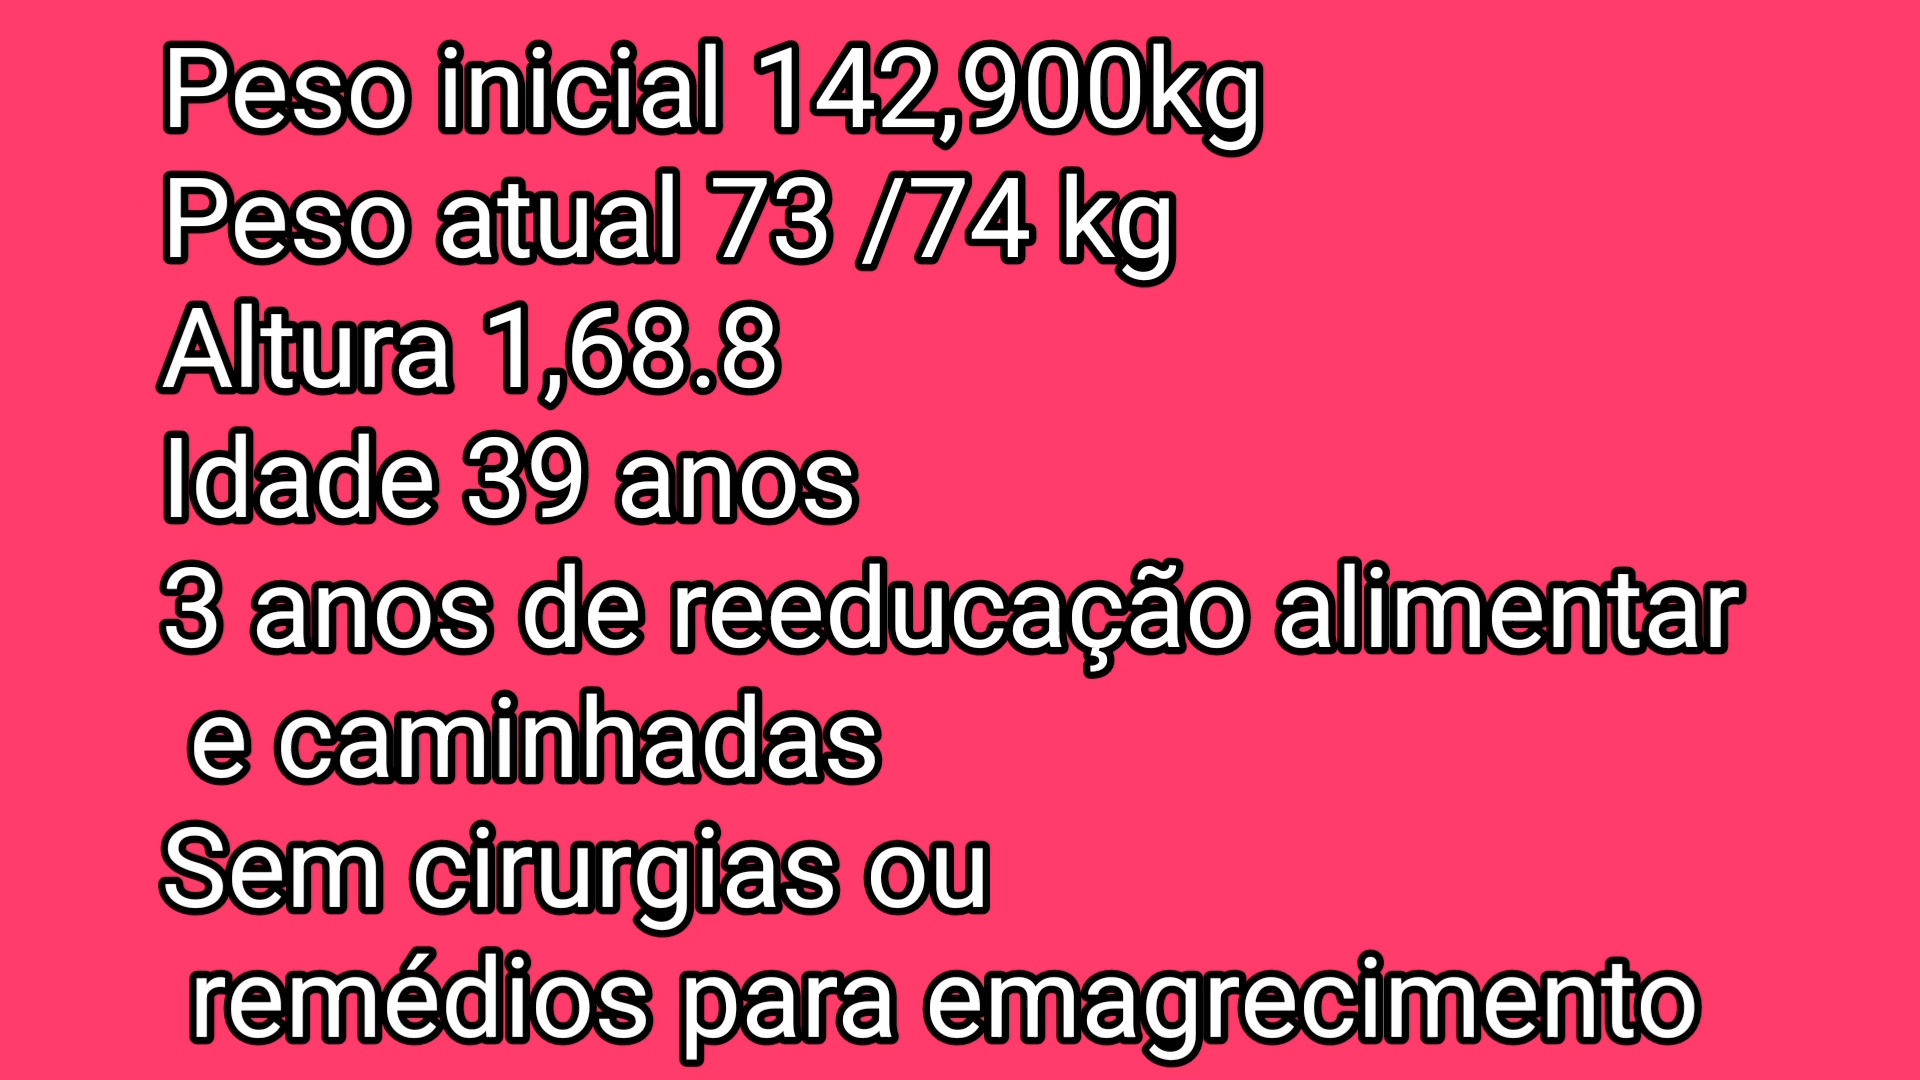 Peso inicial 142,900kg
Peso atual 73 /74 kg
Altura 1,68.8
Idade 39 anos
3 anos de reeducação alimentar
e caminhadas
Sem cirurgias ou
remédios para emagrecimento